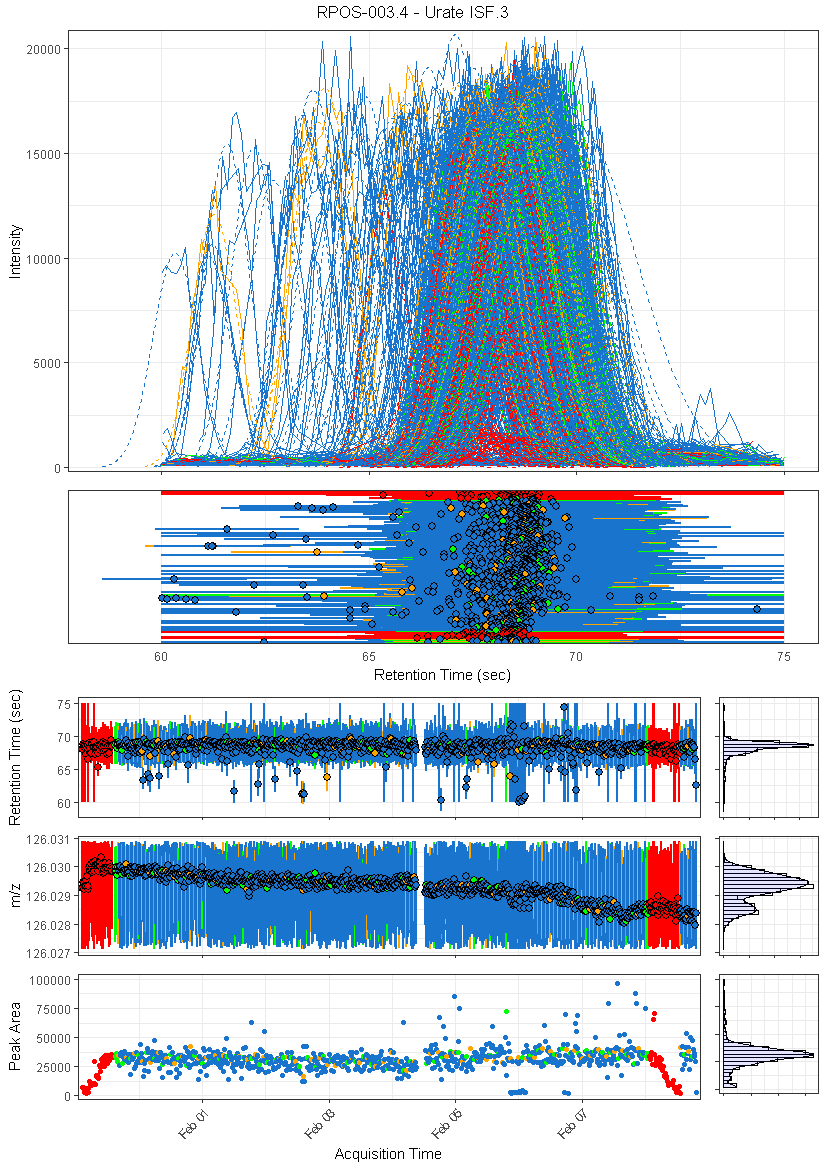 RPOS-003.4 - Urate ISF.3
20000
15000
10000
5000
0
Intensity
60
65
70
75
Retention Time (sec)
75
70
65
60
Retention Time (sec)
126.031
126.030
126.029
126.028
126.027
m/z
100000
75000
50000
25000
0
Peak Area
Feb 01
Feb 03
Feb 05
Feb 07
Acquisition Time